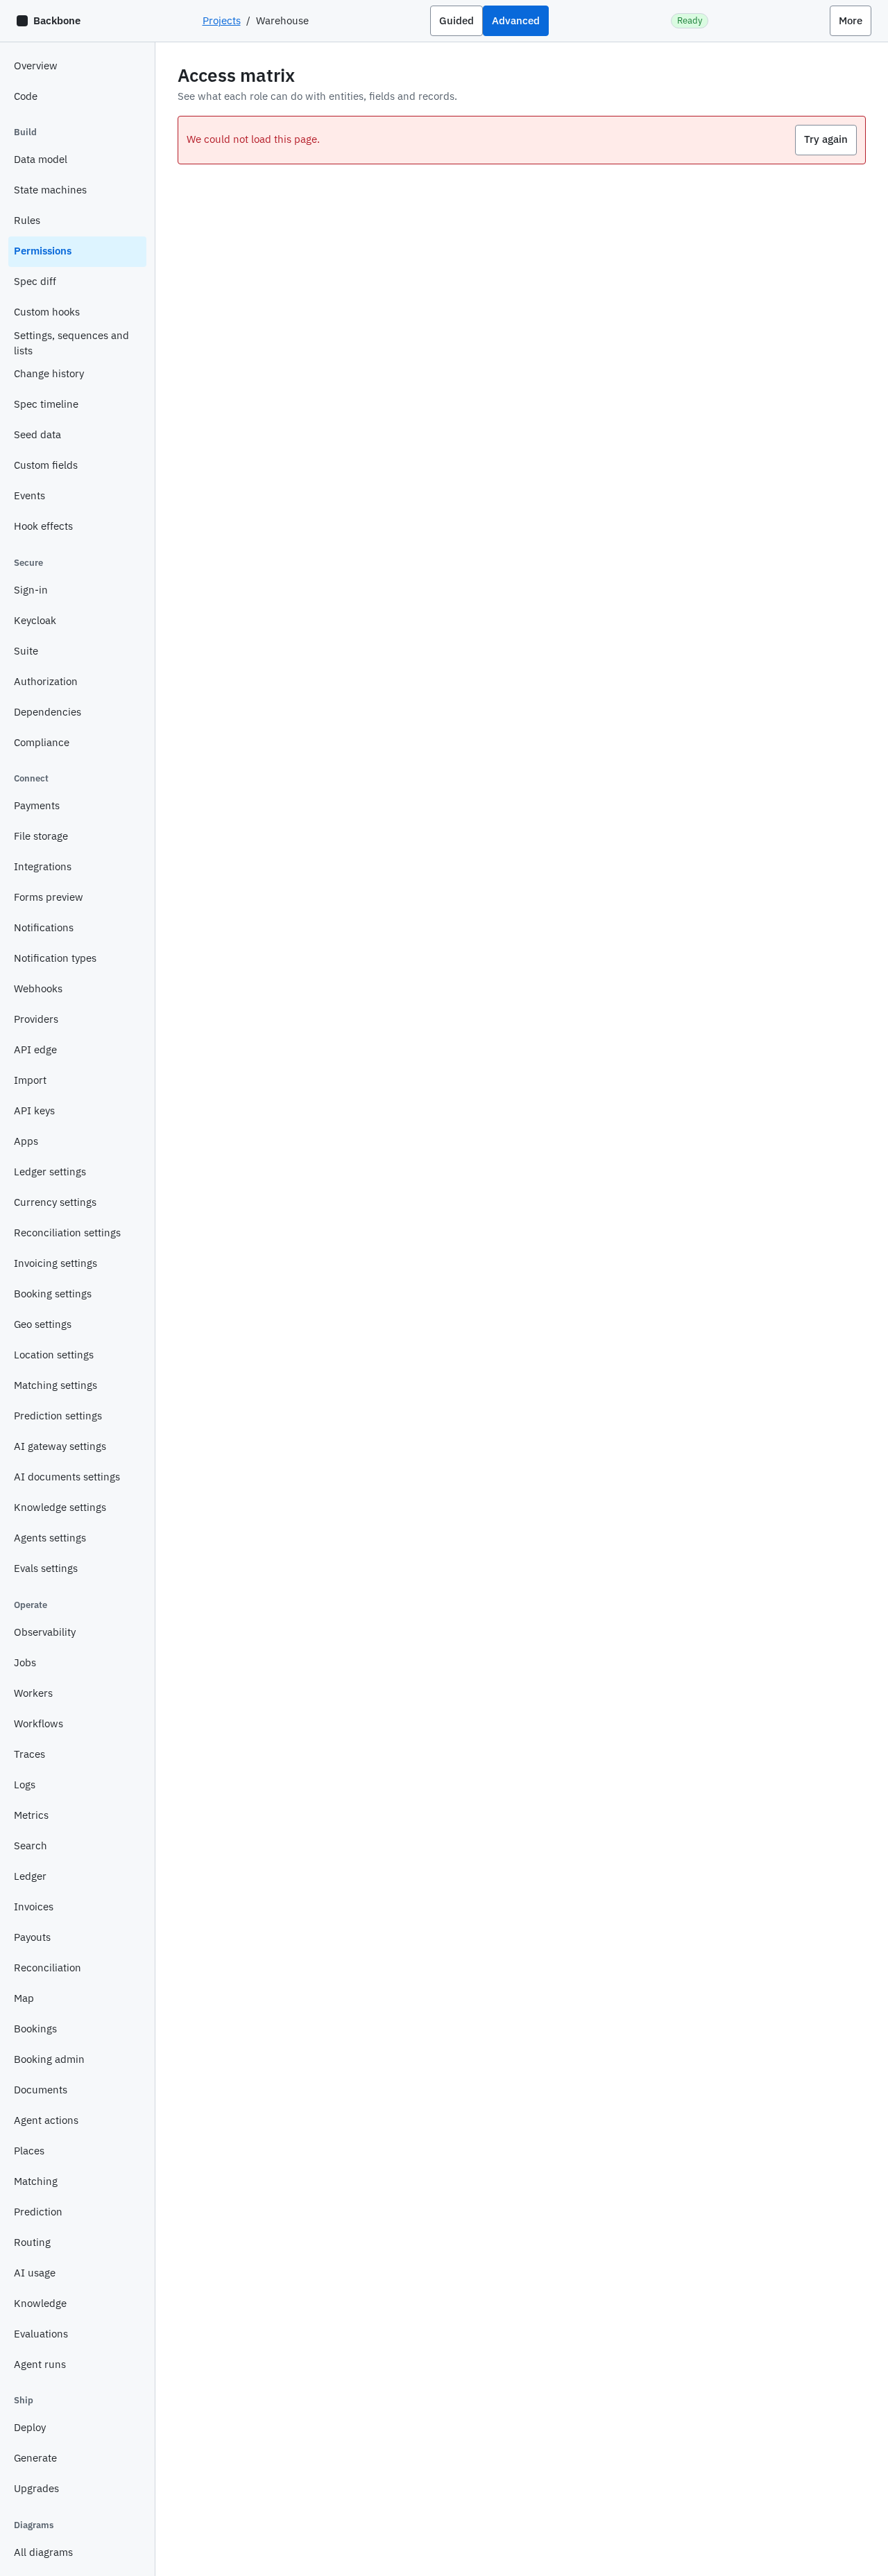 Backbone
Projects / Warehouse
Guided
Advanced
Ready
More
Overview
Code
Build
Data model
State machines
Rules
Permissions
Spec diff
Custom hooks
Settings, sequences and
lists
Change history
Spec timeline
Seed data
Custom fields
Events
Hook effects
Secure
Sign-in
Keycloak
Suite
Authorization
Dependencies
Compliance
Connect
Payments
File storage
Integrations
Forms preview
Notifications
Notification types
Webhooks
Providers
API edge
Import
API keys
Apps
Ledger settings
Currency settings
Reconciliation settings
Invoicing settings
Booking settings
Geo settings
Location settings
Matching settings
Prediction settings
AI gateway settings
AI documents settings
Knowledge settings
Agents settings
Evals settings
Operate
Observability
Jobs
Workers
Workflows
Traces
Logs
Metrics
Search
Ledger
Invoices
Payouts
Reconciliation
Map
Bookings
Booking admin
Documents
Agent actions
Places
Matching
Prediction
Routing
AI usage
Knowledge
Evaluations
Agent runs
Ship
Deploy
Generate
Upgrades
Diagrams
All diagrams
Access matrix
See what each role can do with entities, fields and records.
We could not load this page.
Try again